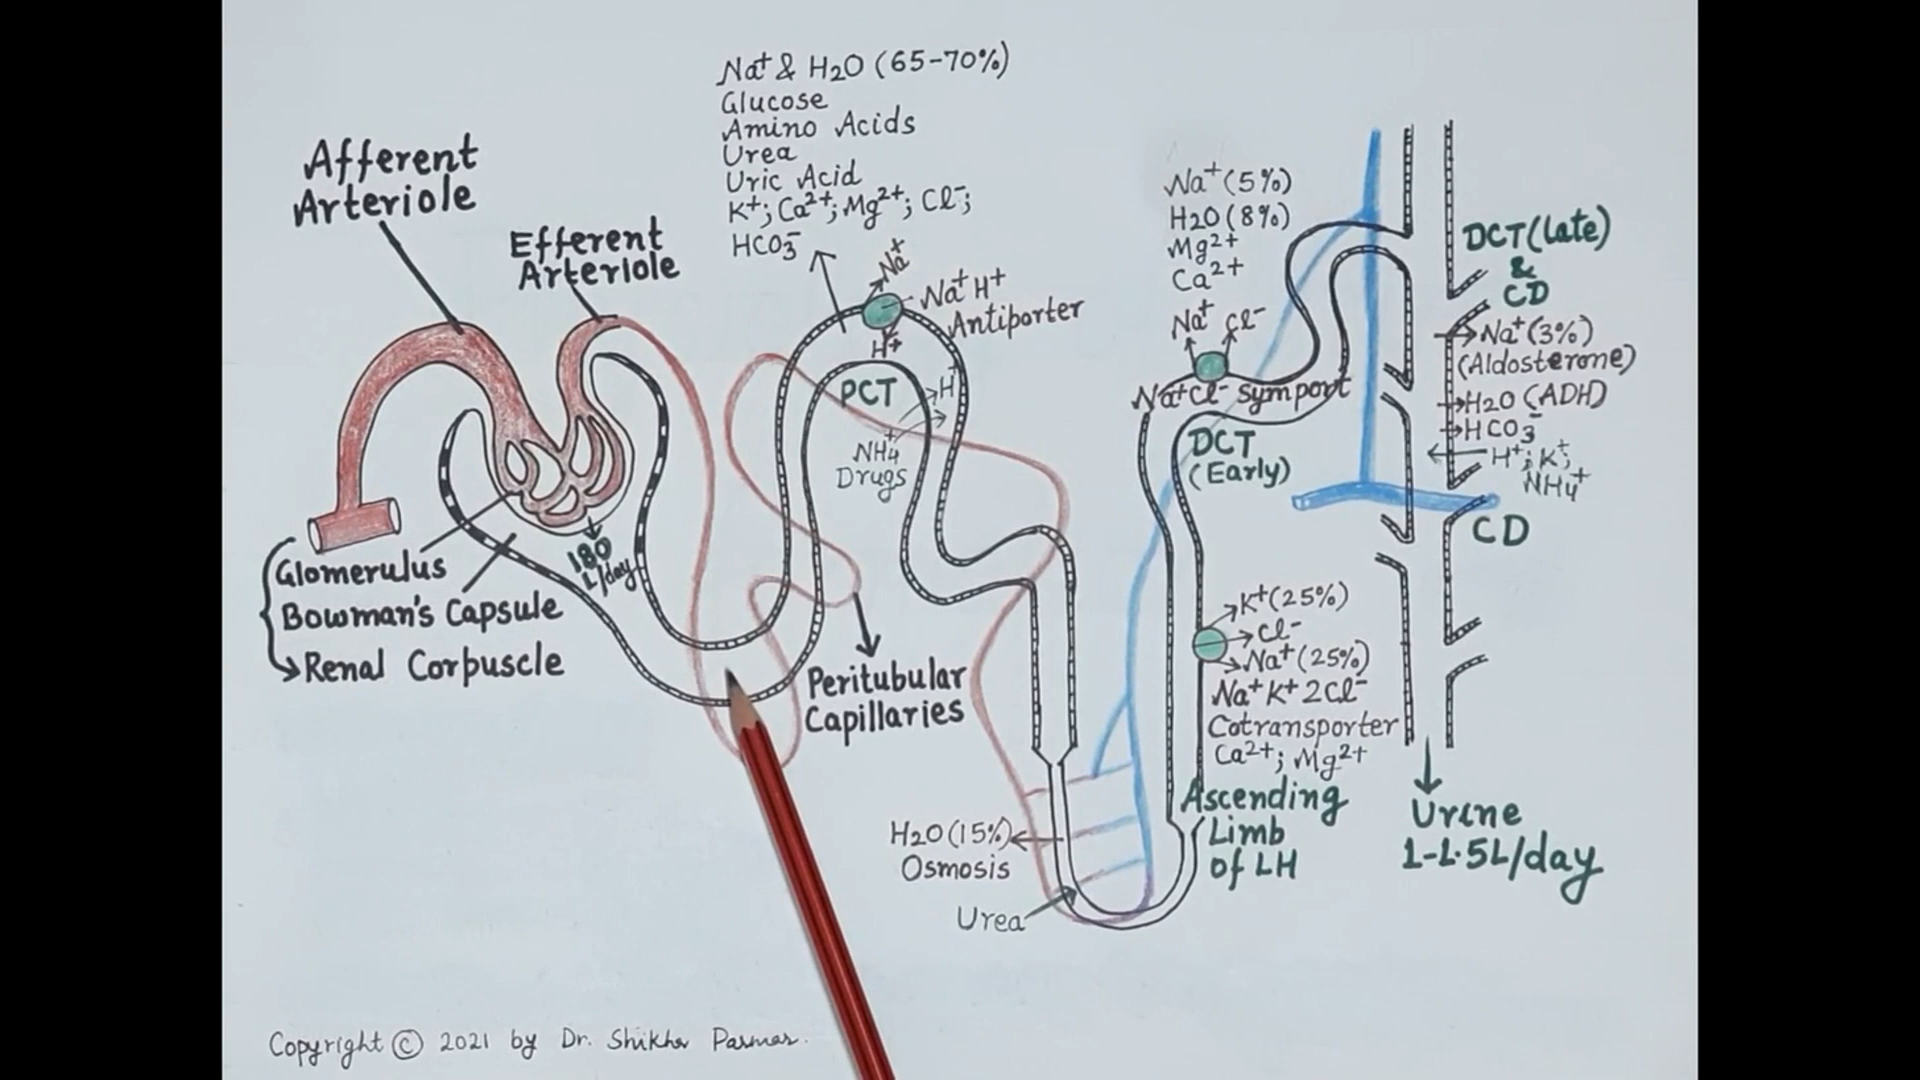 Na+ & H2O (65-70%)
Glucose
Amino Acids
Urea
Uric Acid
K+; Ca2+; Mg2+; Cl-;
HCO3-
Afferent
Arteriole
Efferent
Arteriole
Na+
Na+ H+
Antiporter
H+
PCT
H+
NH4+
Drugs
Glomerulus
Bowman's Capsule
Renal Corpuscle
180
L/day
Peritubular
Capillaries
H2O (15%)
Osmosis
Urea
Na+ (5%)
H2O (8%)
Mg2+
Ca2+
Na+ Cl-
Na+Cl- Symport
DCT
(Early)
K+ (25%)
Cl-
Na+ (25%)
Na+ K+ 2Cl-
Cotransporter
Ca2+; Mg2+
Ascending
Limb
of LH
DCT (late)
&
CD
Na+ (3%)
(Aldosterone)
H2O (ADH)
HCO3-
H+; K+;
NH4+
CD
Urine
1-1.5L/day
Copyright © 2021 by Dr. Shikha Parmar.